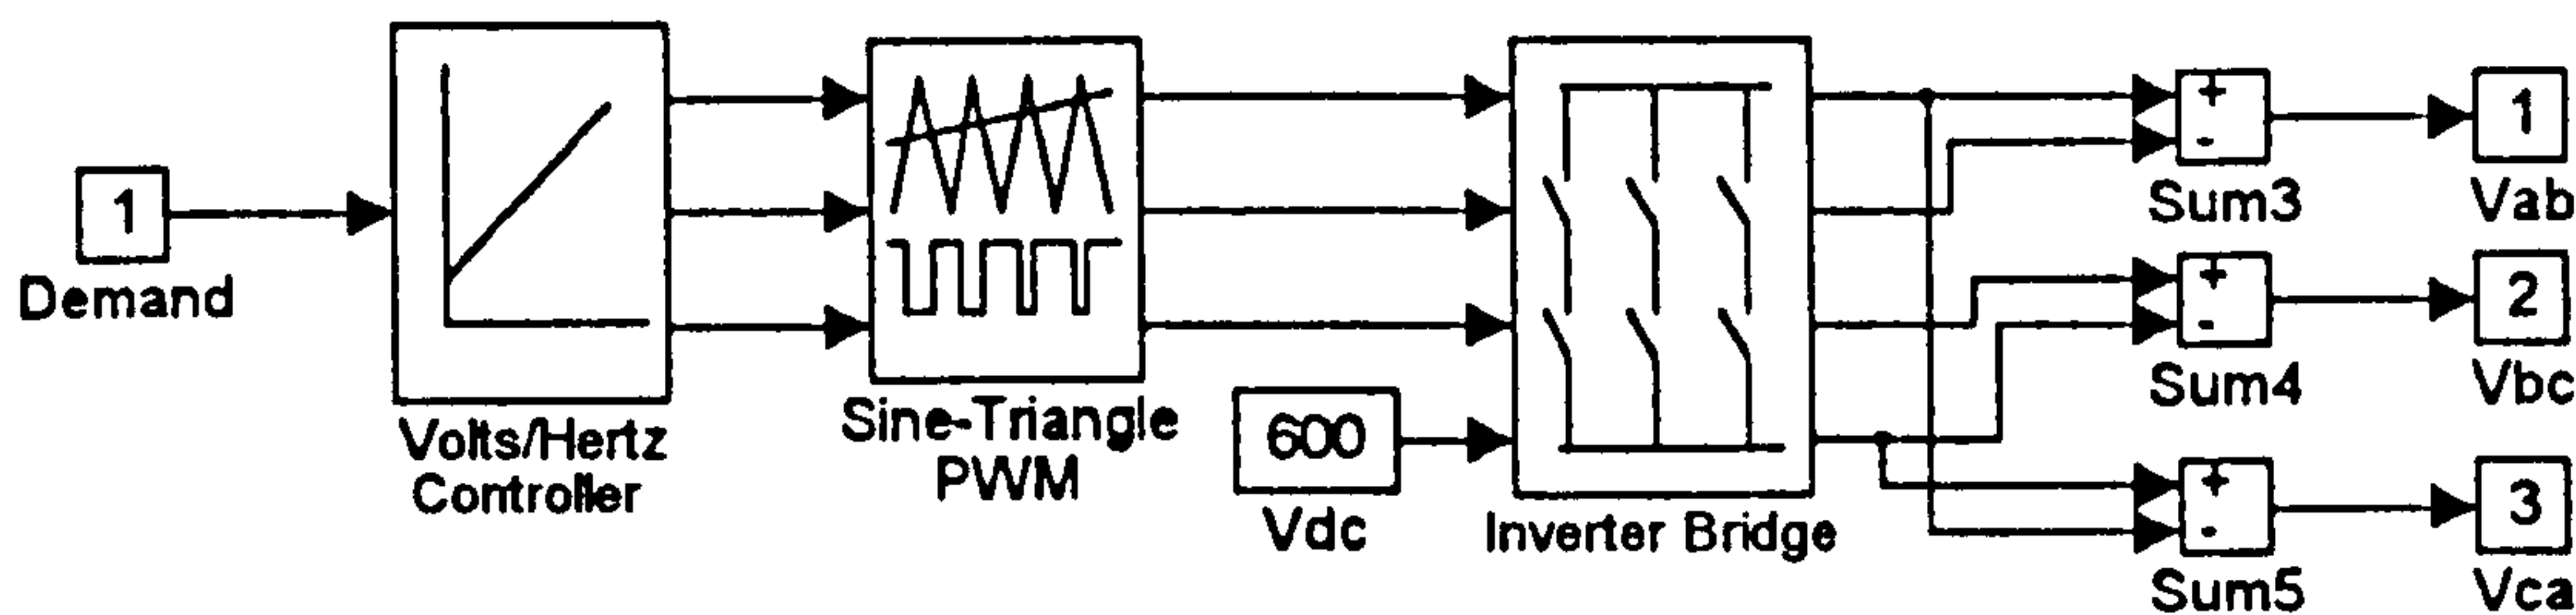 1
Demand
Volts/Hertz
Controller
Sine-Triangle
PWM
600
Vdc
Inverter Bridge
+
-
Sum3
1
Vab
+
-
Sum4
2
Vbc
+
-
Sum5
3
Vca